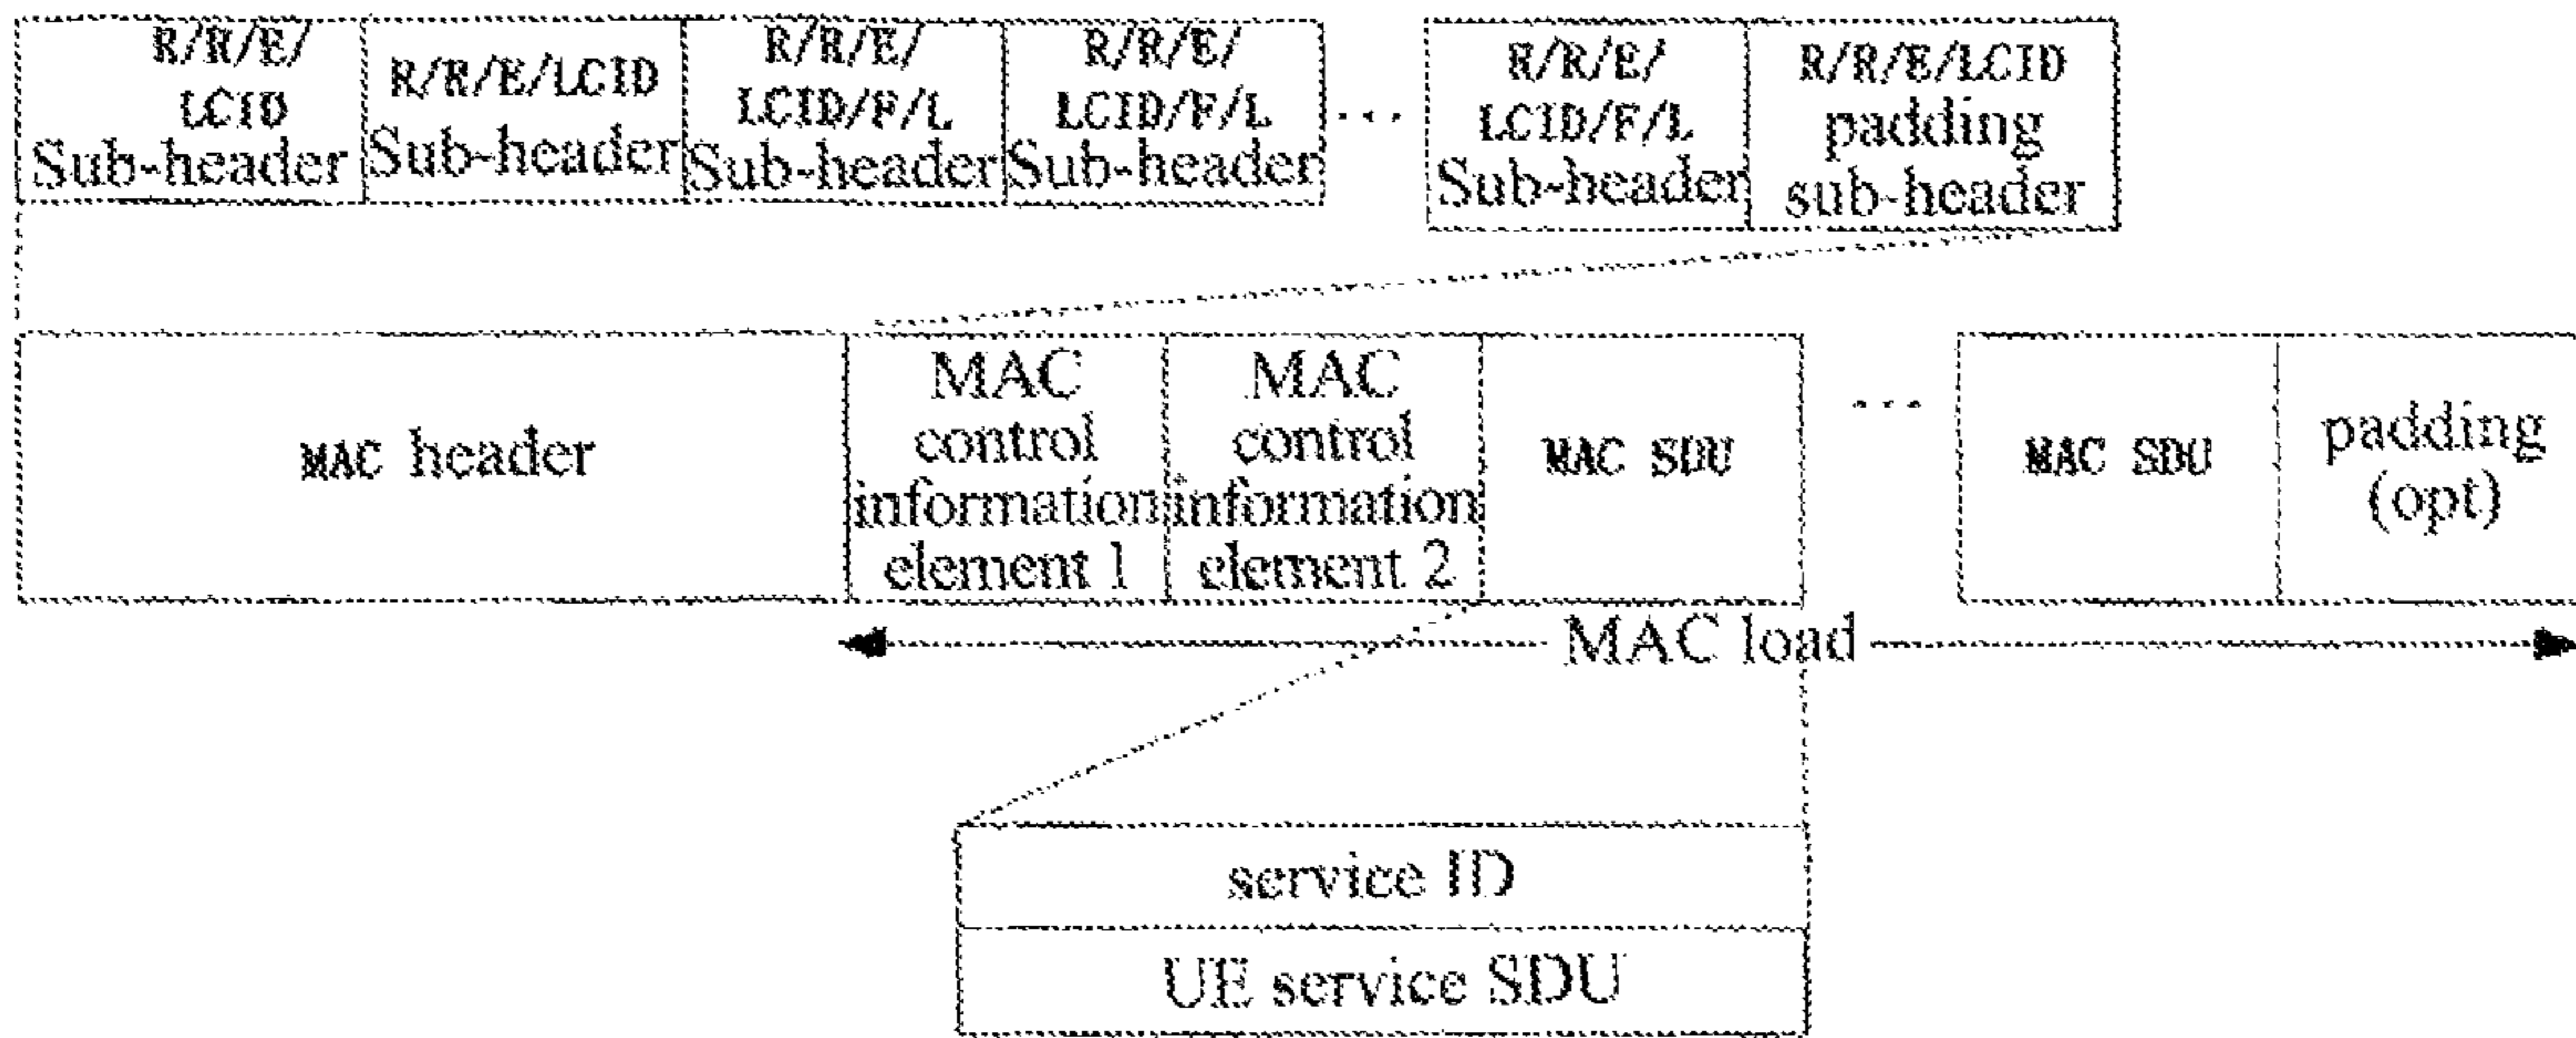 R/R/E/
LCID
Sub-header
R/R/E/LCID
Sub-header
R/R/E/
LCID/F/L
Sub-header
R/R/E/
LCID/F/L
Sub-header
...
R/R/E/
LCID/F/L
Sub-header
R/R/E/LCID
padding
sub-header
MAC header
MAC
control
information
element 1
MAC
control
information
element 2
MAC SDU
...
MAC SDU
padding
(opt)
MAC load
service ID
UE service SDU